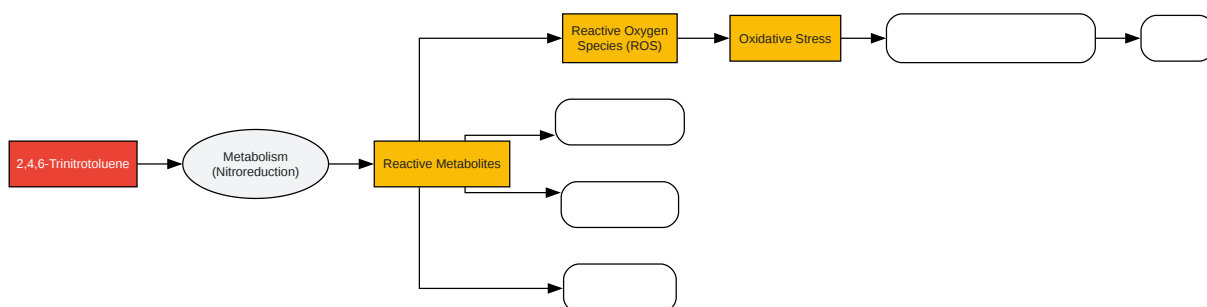 Reactive Oxygen
Species (ROS)
Oxidative Stress
2,4,6-Trinitrotoluene
Metabolism
(Nitroreduction)
Reactive Metabolites